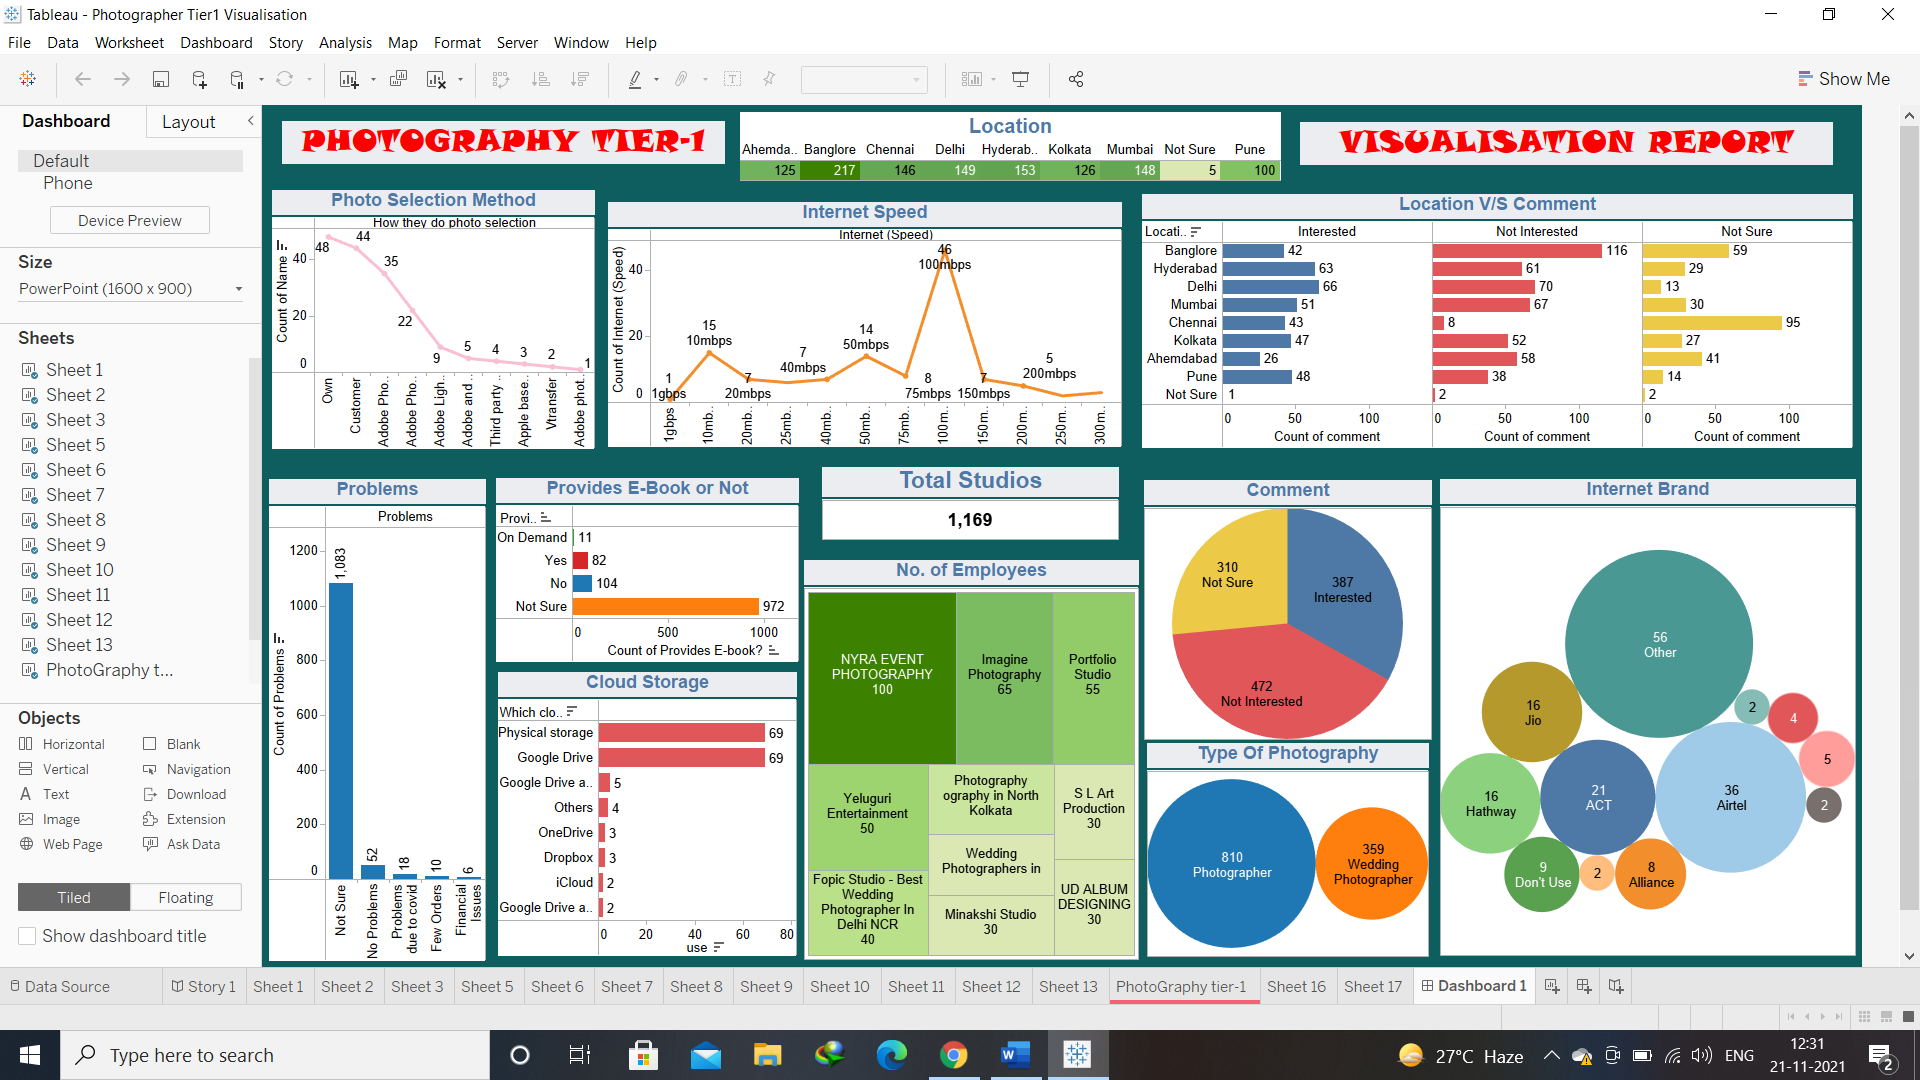 Tableau - Photographer Tier1 Visualisation
File Data Worksheet Dashboard Story Analysis Map Format Server Window Help
Show Me
Dashboard Layout
Default
Phone
Device Preview
Size
PowerPoint (1600 x 900)
Sheets
Sheet 1
Sheet 2
Sheet 3
Sheet 5
Sheet 6
Sheet 7
Sheet 8
Sheet 9
Sheet 10
Sheet 11
Sheet 12
Sheet 13
PhotoGraphy t...
Objects
Horizontal Blank
Vertical Navigation
Text Download
Image Extension
Web Page Ask Data
Tiled Floating
Show dashboard title
PHOTOGRAPHY TIER-1
Location
Ahemda.. Banglore Chennai Delhi Hyderab.. Kolkata Mumbai Not Sure Pune
125 217 146 149 153 126 148 5 100
VISUALISATION REPORT
Photo Selection Method
How they do photo selection
Count of Name
40
20
0
48
44
35
22
9
5
4
3
2
1
Own
Customer
Adobe Pho..
Adobe Pho..
Adobe Ligh..
Adobe and ..
Third party ..
Apple base..
Vtransfer
Adobe phot..
Internet Speed
Internet (Speed)
Count of Internet (Speed)
40
20
0
1
1gbps
15
10mbps
7
20mbps
7
40mbps
14
50mbps
8
75mbps
46
100mbps
7
150mbps
5
200mbps
1gbps
10mb..
20mb..
25mb..
40mb..
50mb..
75mb..
100m..
150m..
200m..
250m..
300m..
Location V/S Comment
Locati.. Interested Not Interested Not Sure
Banglore 42 116 59
Hyderabad 63 61 29
Delhi 66 70 13
Mumbai 51 67 30
Chennai 43 8 95
Kolkata 47 52 27
Ahemdabad 26 58 41
Pune 48 38 14
Not Sure 1 2 2
0 50 100 0 50 100 0 50 100
Count of comment Count of comment Count of comment
Problems
Problems
Count of Problems
1200
1000
800
600
400
200
0
1,083
52
18
10
6
Not Sure
No Problems
Problems
due to covid
Few Orders
Financial
Issues
Provides E-Book or Not
Provi..
On Demand 11
Yes 82
No 104
Not Sure 972
0 500 1000
Count of Provides E-book?
Cloud Storage
Which clo..
Physical storage 69
Google Drive 69
Google Drive a.. 5
Others 4
OneDrive 3
Dropbox 3
iCloud 2
Google Drive a.. 2
0 20 40 60 80
use
Total Studios
1,169
No. of Employees
NYRA EVENT
PHOTOGRAPHY
100
Imagine
Photography
65
Portfolio
Studio
55
Yeluguri
Entertainment
50
Photography
ography in North
Kolkata
S L Art
Production
30
Wedding
Photographers in
Fopic Studio - Best
Wedding
Photographer In
Delhi NCR
40
Minakshi Studio
30
UD ALBUM
DESIGNING
30
Comment
310
Not Sure
387
Interested
472
Not Interested
Type Of Photography
810
Photographer
359
Wedding
Photographer
Internet Brand
56
Other
16
Jio
2
4
5
16
Hathway
21
ACT
36
Airtel
2
9
Don't Use
2
8
Alliance
Data Source Story 1 Sheet 1 Sheet 2 Sheet 3 Sheet 5 Sheet 6 Sheet 7 Sheet 8 Sheet 9 Sheet 10 Sheet 11 Sheet 12 Sheet 13 PhotoGraphy tier-1 Sheet 16 Sheet 17 Dashboard 1
Type here to search
27°C Haze
ENG
12:31
21-11-2021
2